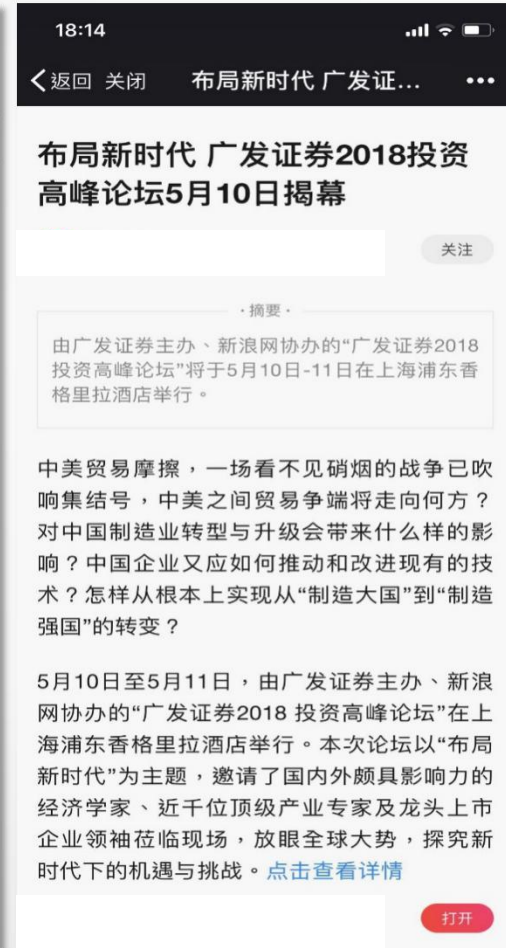 18:14
返回 关闭 布局新时代 广发证... •••
布局新时代 广发证券2018投资
高峰论坛5月10日揭幕
关注
·摘要·
由广发证券主办、新浪网协办的“广发证券2018
投资高峰论坛”将于5月10日-11日在上海浦东香
格里拉酒店举行。
中美贸易摩擦，一场看不见硝烟的战争已吹
响集结号，中美之间贸易争端将走向何方？
对中国制造业转型与升级会带来什么样的影
响？中国企业又应如何推动和改进现有的技
术？怎样从根本上实现从“制造大国”到“制造
强国”的转变？
5月10日至5月11日，由广发证券主办、新浪
网协办的“广发证券2018 投资高峰论坛”在上
海浦东香格里拉酒店举行。本次论坛以“布局
新时代”为主题，邀请了国内外颇具影响力的
经济学家、近千位顶级产业专家及龙头上市
企业领袖莅临现场，放眼全球大势，探究新
时代下的机遇与挑战。点击查看详情
打开